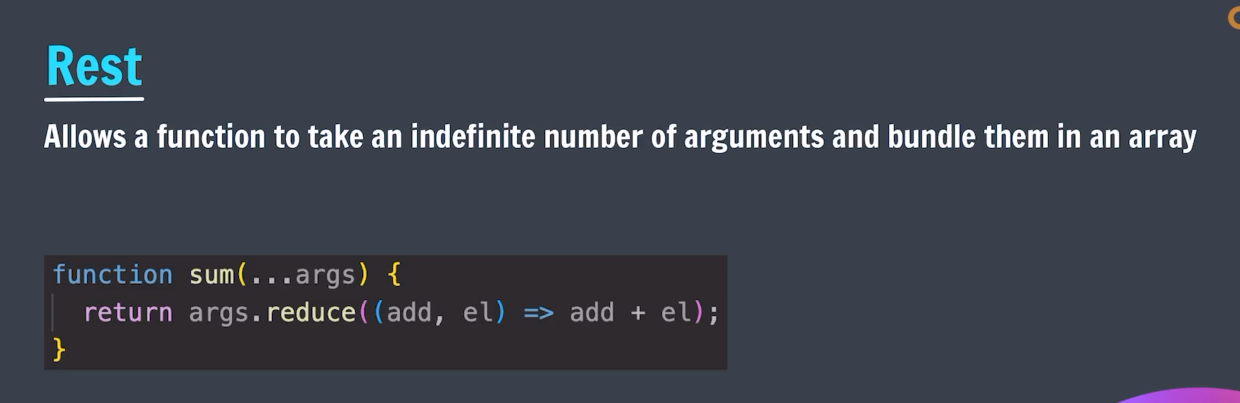 Rest
Allows a function to take an indefinite number of arguments and bundle them in an array
function sum(...args) {
  return args.reduce((add, el) => add + el);
}